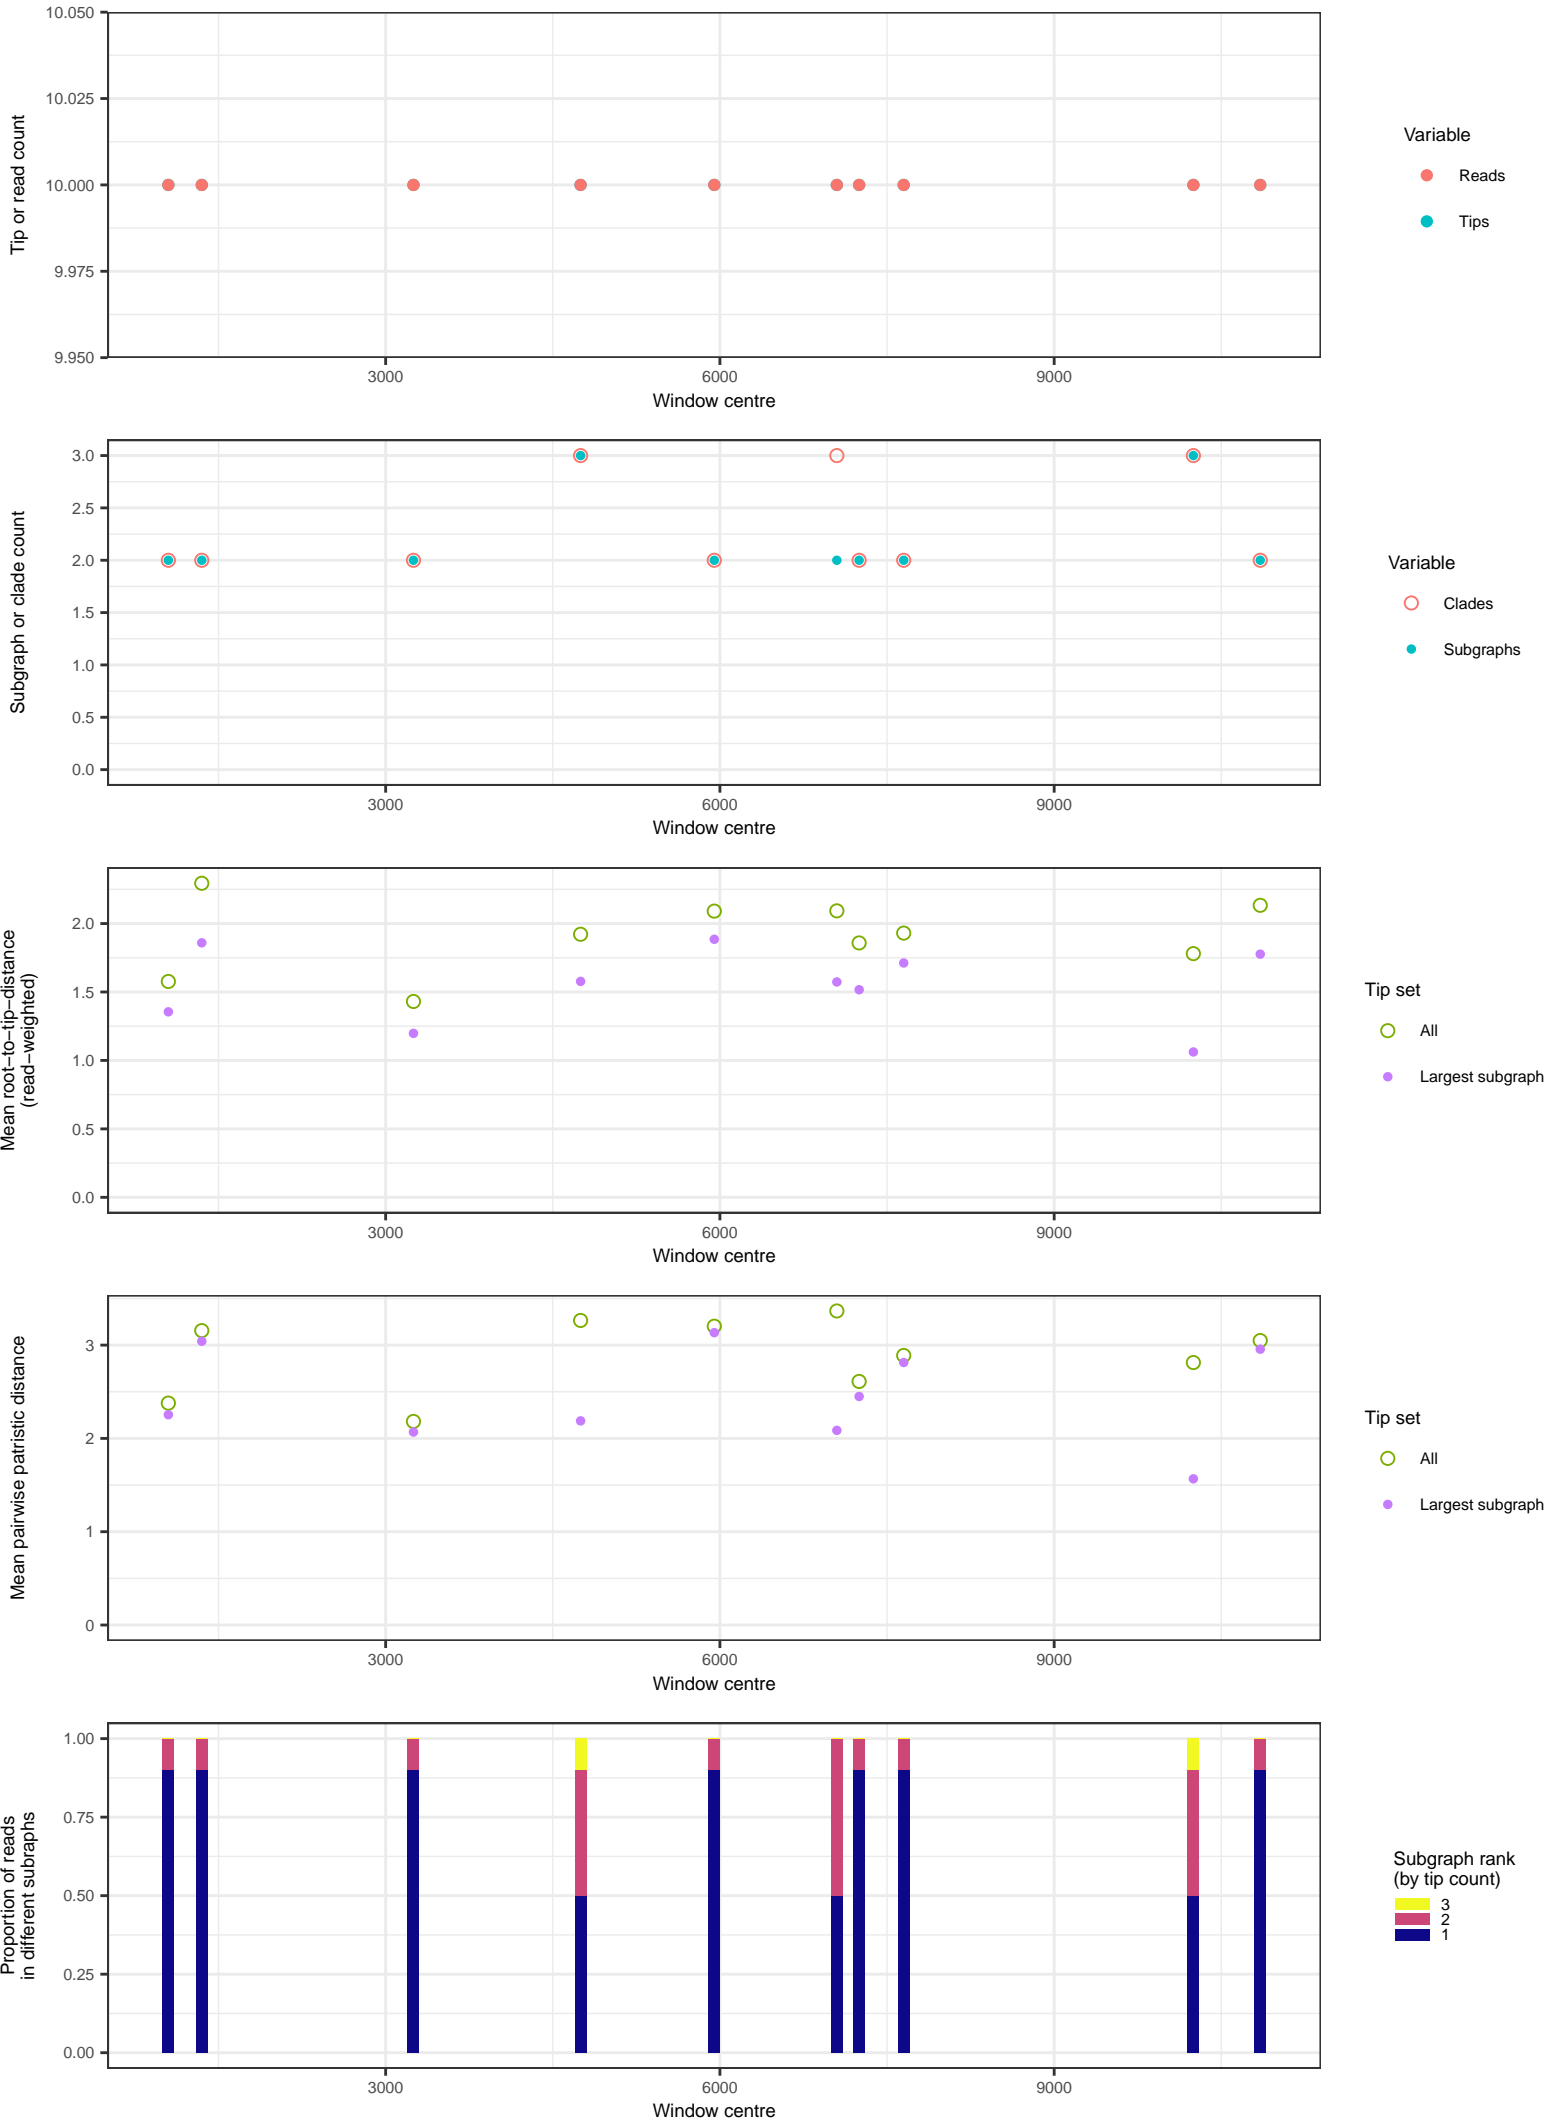 10.050
10.025
10.000
9.975
9.950
Tip or read count
3000 6000 9000
Window centre
Variable
Reads
Tips
3.0
2.5
2.0
1.5
1.0
0.5
0.0
Subgraph or clade count
3000 6000 9000
Window centre
Variable
Clades
Subgraphs
2.0
1.5
1.0
0.5
0.0
Mean root−to−tip−distance
(read−weighted)
3000 6000 9000
Window centre
Tip set
All
Largest subgraph
3
2
1
0
Mean pairwise patristic distance
3000 6000 9000
Window centre
Tip set
All
Largest subgraph
1.00
0.75
0.50
0.25
0.00
Proportion of reads
in different subraphs
3000 6000 9000
Window centre
Subgraph rank
(by tip count)
3
2
1